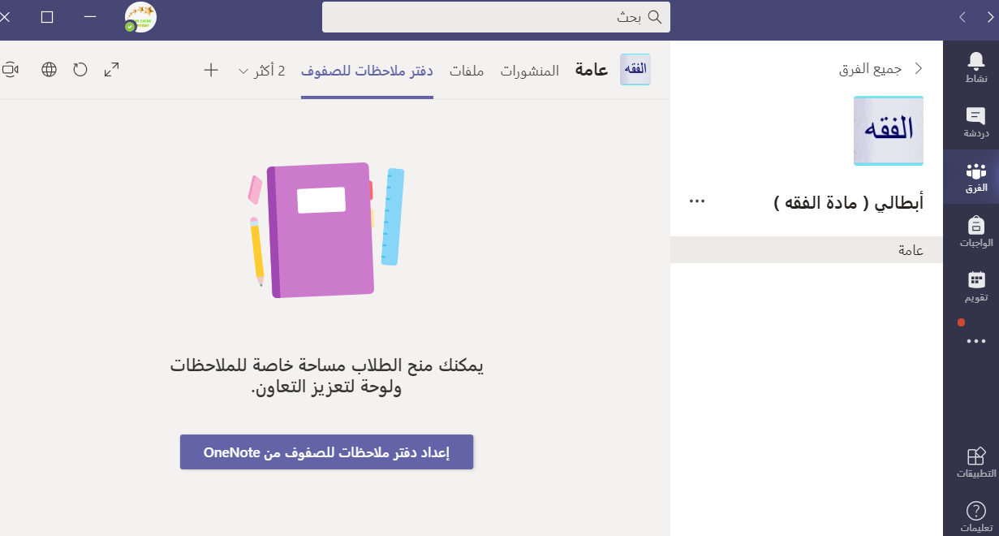 بحث
نشاط
دردشة
الفرق
الواجبات
تقويم
التطبيقات
تعليمات
جميع الفرق
الفقه
أبطالي ( مادة الفقه )
عامة
الفقه
عامة
المنشورات
ملفات
دفتر ملاحظات للصفوف
2 أكثر
يمكنك منح الطلاب مساحة خاصة للملاحظات
ولوحة لتعزيز التعاون.
إعداد دفتر ملاحظات للصفوف من OneNote